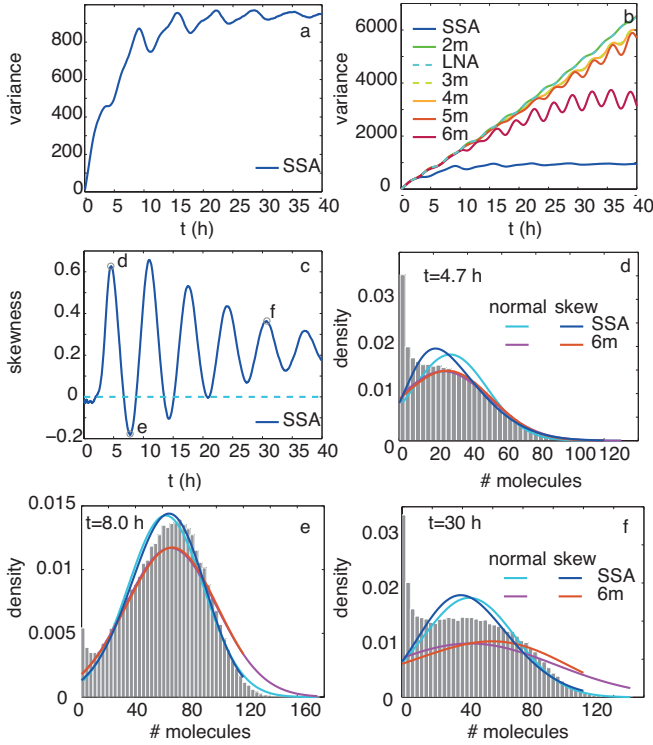 a
variance
800
600
400
200
0
0 5 10 15 20 25 30 35 40
t (h)
SSA
b
variance
6000
4000
2000
0
0 5 10 15 20 25 30 35 40
t (h)
SSA
2m
LNA
3m
4m
5m
6m
c
skewness
0.6
0.4
0.2
0
−0.2
0 5 10 15 20 25 30 35 40
t (h)
d
e
f
SSA
d
t=4.7 h
density
0.03
0.02
0.01
0
0 20 40 60 80 100 120
# molecules
normal skew
SSA
6m
e
t=8.0 h
density
0.015
0.01
0.005
0
0 40 80 120 160
# molecules
f
t=30 h
density
0.03
0.02
0.01
0
0 40 80 120
# molecules
normal skew
SSA
6m